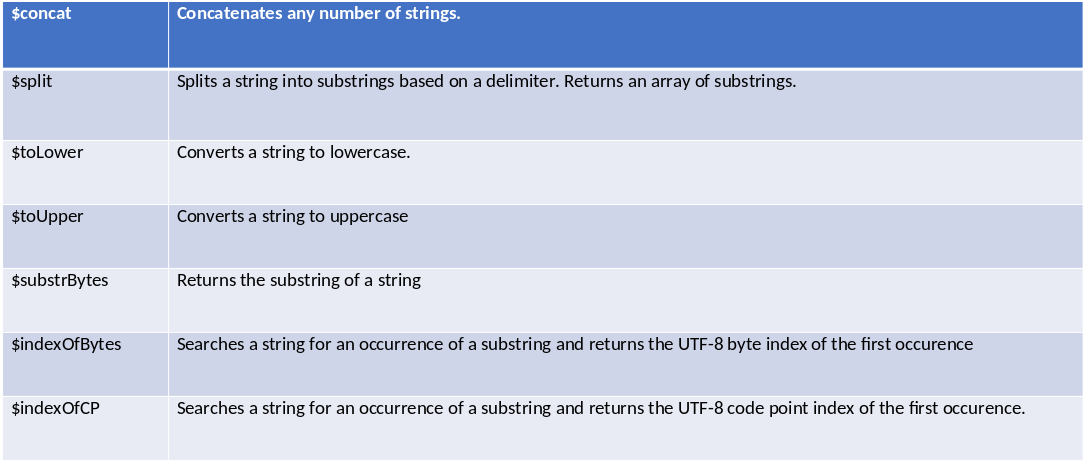 $concat Concatenates any number of strings.
$split Splits a string into substrings based on a delimiter. Returns an array of substrings.
$toLower Converts a string to lowercase.
$toUpper Converts a string to uppercase
$substrBytes Returns the substring of a string
$indexOfBytes Searches a string for an occurrence of a substring and returns the UTF-8 byte index of the first occurence
$indexOfCP Searches a string for an occurrence of a substring and returns the UTF-8 code point index of the first occurence.